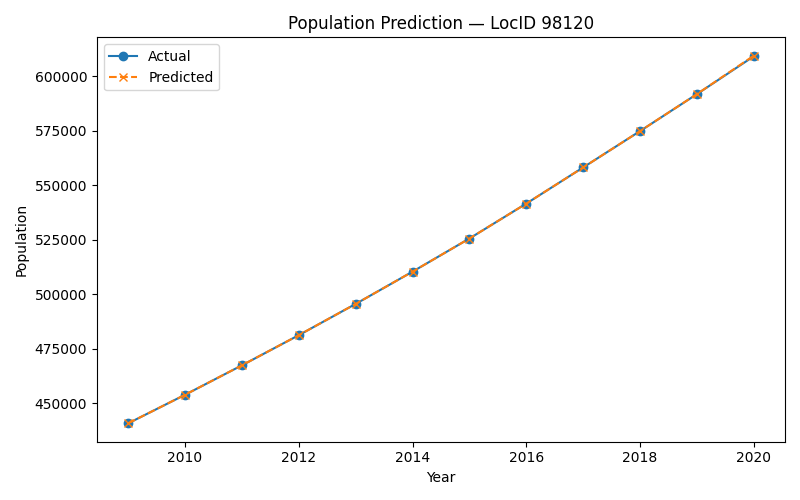 Population Prediction — LocID 98120
Actual
Predicted
600000
575000
550000
525000
500000
475000
450000
Population
2010 2012 2014 2016 2018 2020
Year